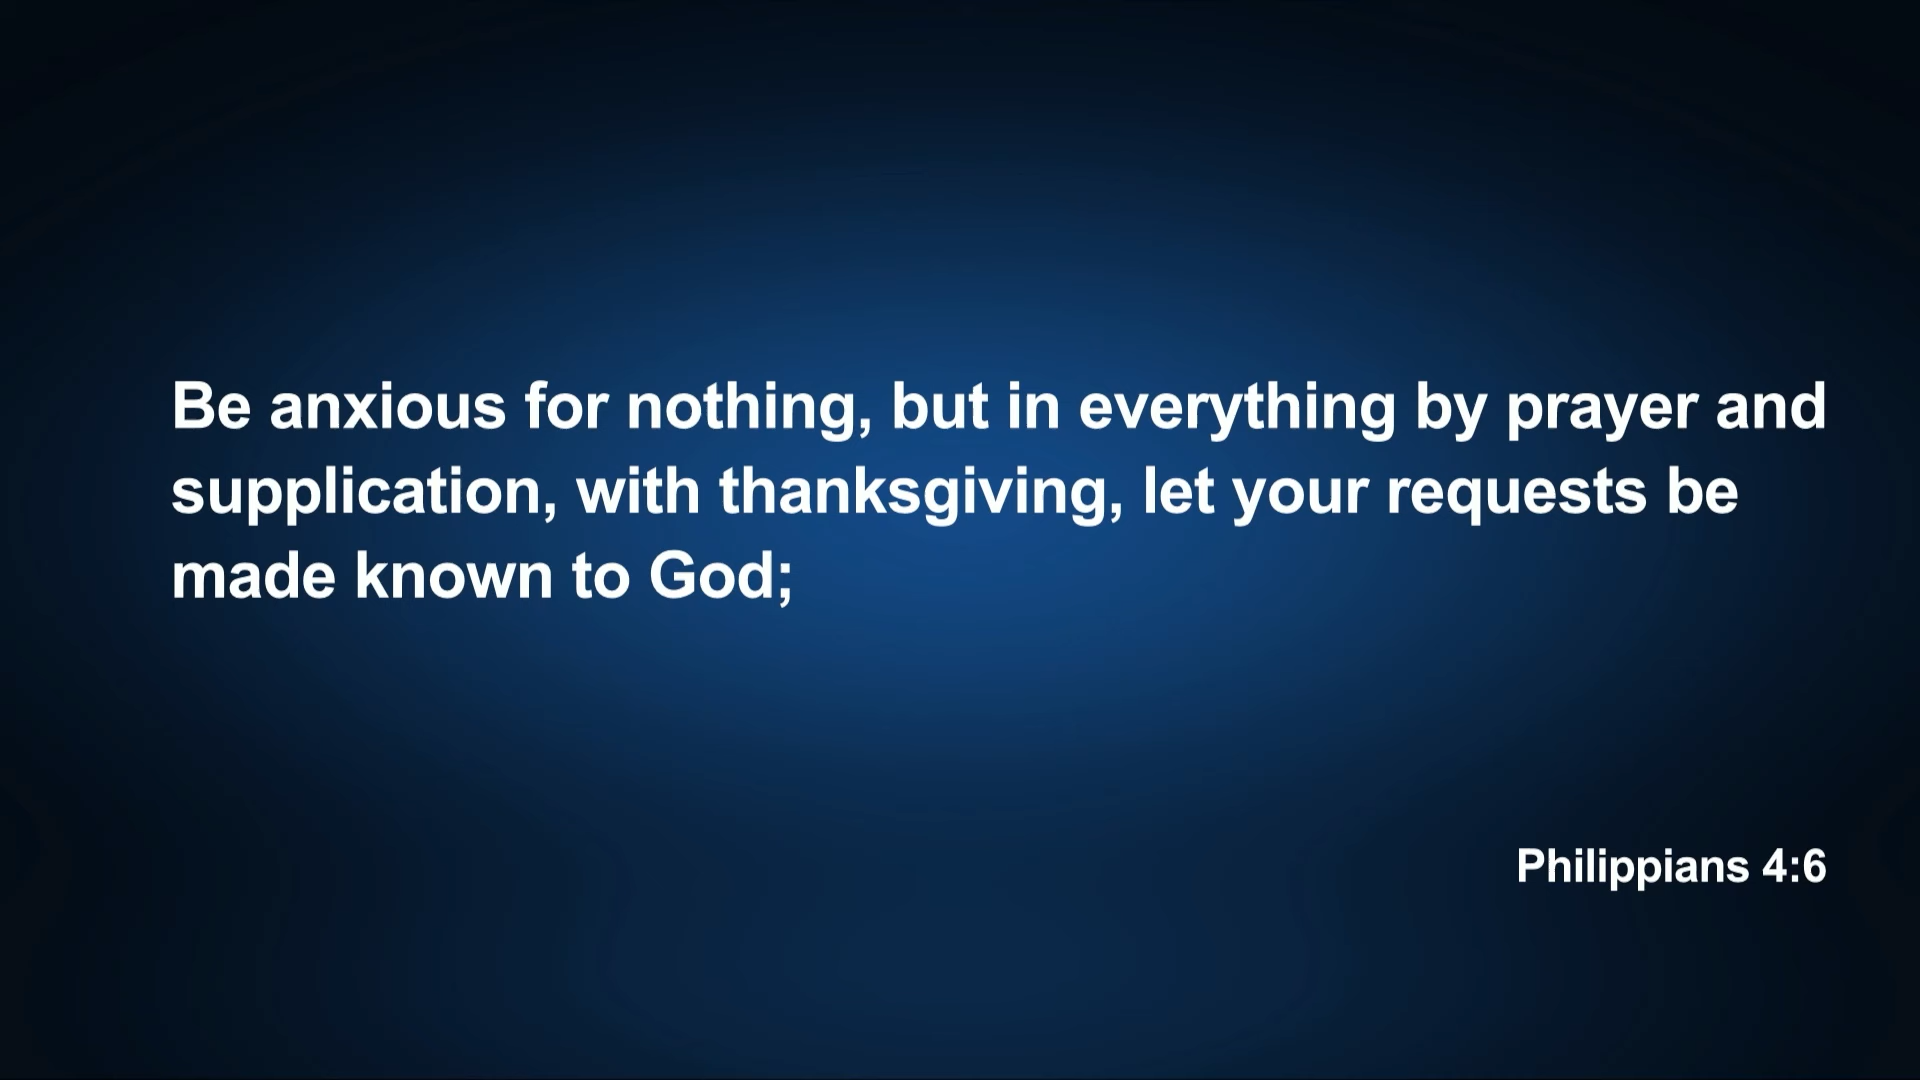 Be anxious for nothing, but in everything by prayer and
supplication, with thanksgiving, let your requests be
made known to God;
Philippians 4:6